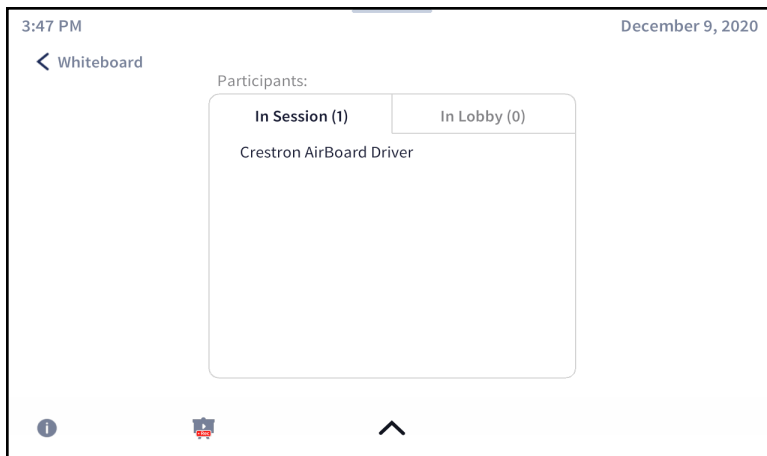 3:47 PM
December 9, 2020
Whiteboard
Participants:
In Session (1)
In Lobby (0)
Crestron AirBoard Driver